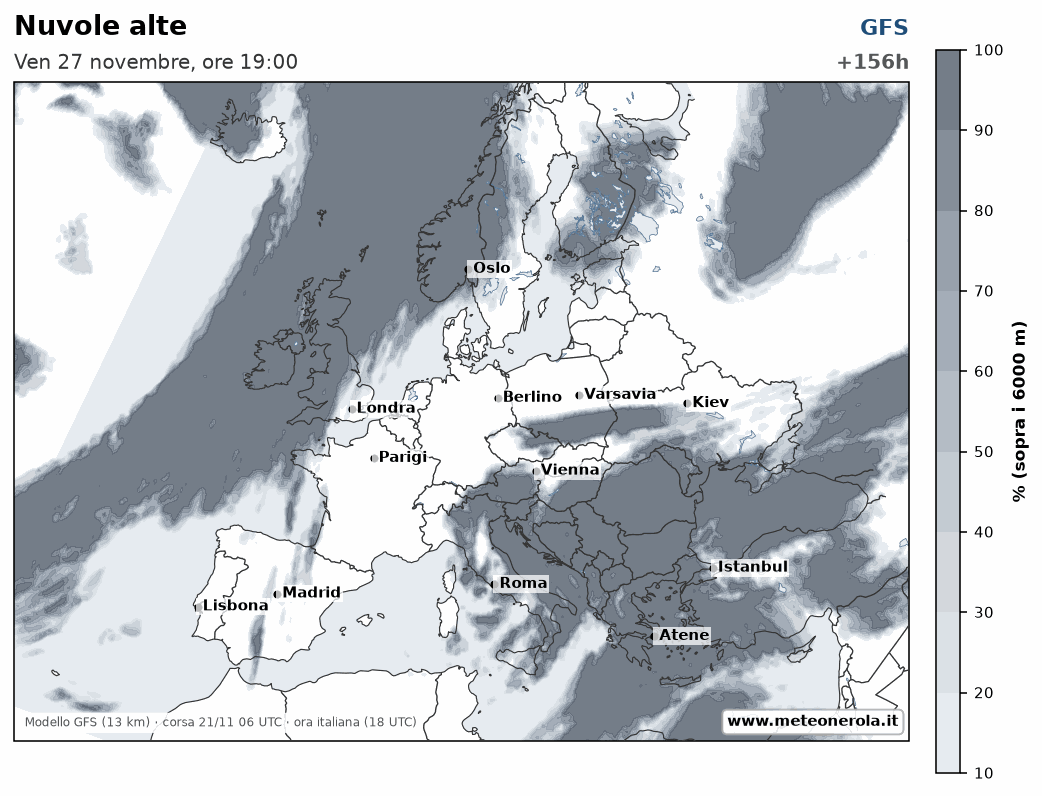 Nuvole alte
GFS
Ven 27 novembre, ore 19:00
+156h
Oslo
Londra
Berlino
Varsavia
Kiev
Parigi
Vienna
Istanbul
Roma
Madrid
Lisbona
Atene
Modello GFS (13 km) · corsa 21/11 06 UTC · ora italiana (18 UTC)
www.meteonerola.it
100
90
80
70
60
50
40
30
20
10
% (sopra i 6000 m)